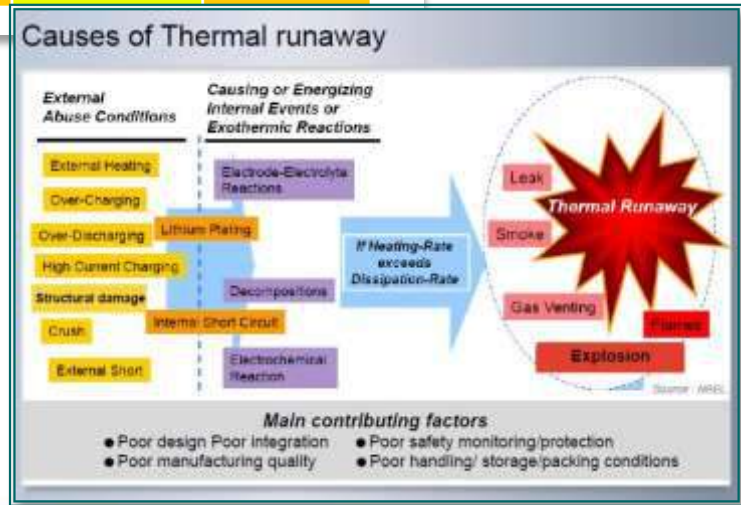 Causes of Thermal runaway
External
Abuse Conditions
Causing or Energizing
Internal Events or
Exothermic Reactions
External Heating
Over-Charging
Over-Discharging
High Current Charging
Structural damage
Crush
External Short
Lithium Plating
Internal Short Circuit
Electrode-Electrolyte
Reactions
Decompositions
Electrochemical
Reaction
If Heating-Rate
exceeds
Dissipation-Rate
Leak
Thermal Runaway
Smoke
Gas Venting
Flames
Explosion
Source : NREL
Main contributing factors
● Poor design Poor integration
● Poor safety monitoring/protection
● Poor manufacturing quality
● Poor handling/ storage/packing conditions